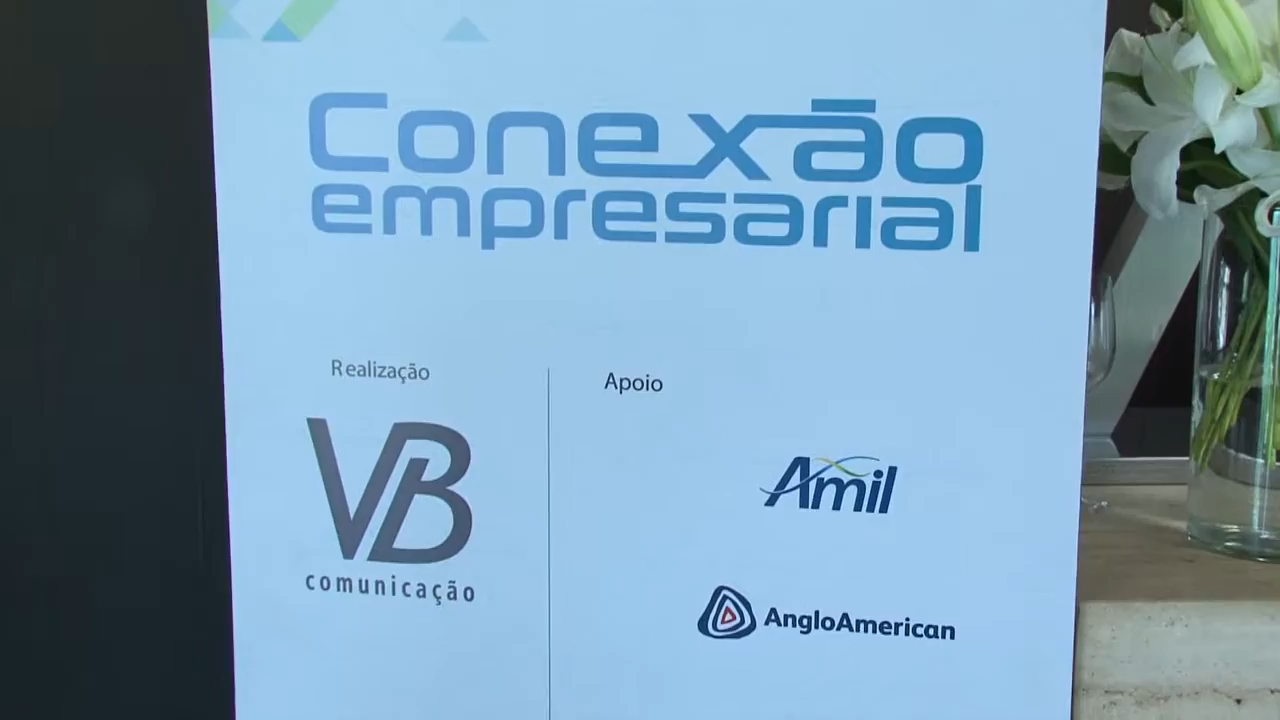 Conexão
empresarial
Realização
VB
comunicação
Apoio
Amil
AngloAmerican